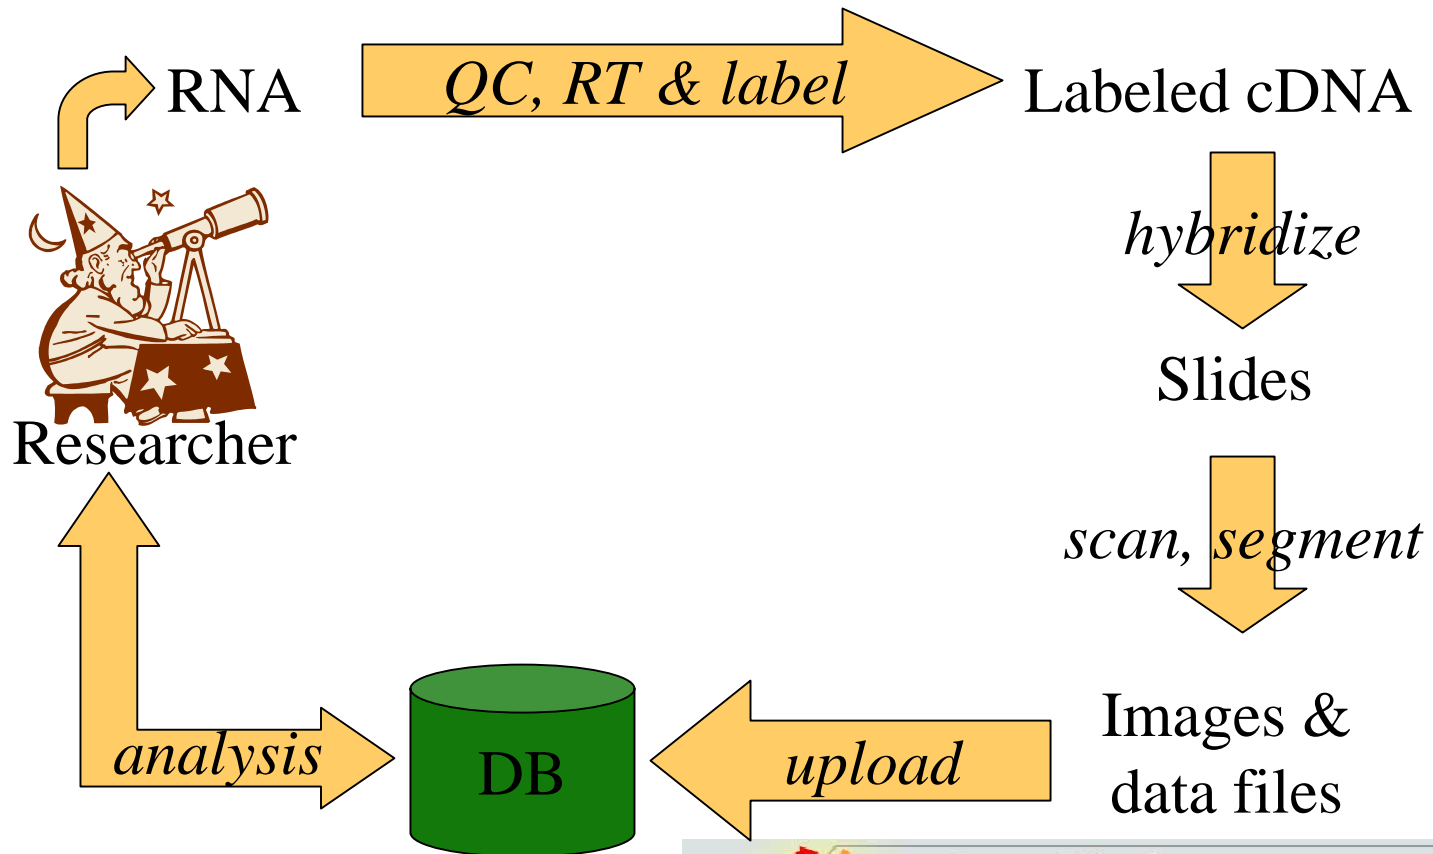 RNA
QC, RT & label
Labeled cDNA
hybridize
Slides
Researcher
scan, segment
Images &
data files
upload
DB
analysis